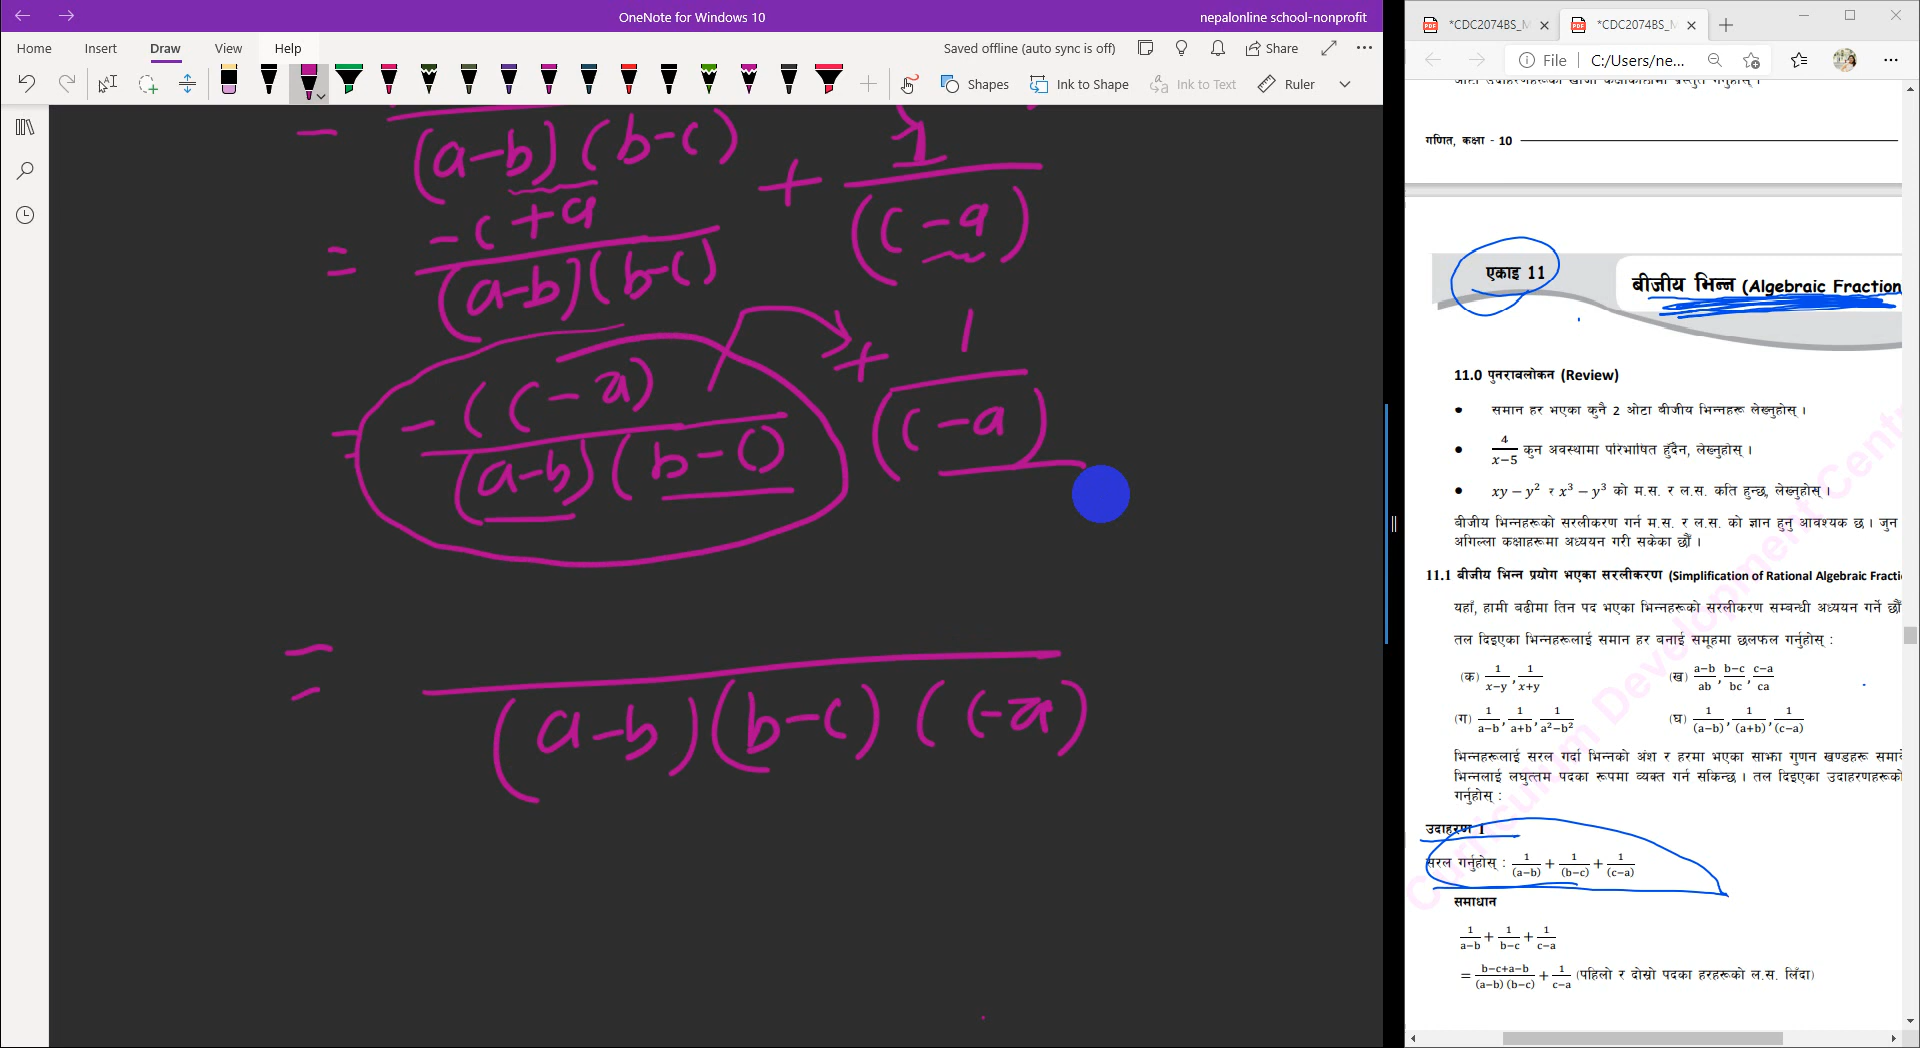 OneNote for Windows 10
nepalonline school-nonprofit
Home Insert Draw View Help
Saved offline (auto sync is off) Share
Shapes Ink to Shape Ink to Text Ruler
(a-b) (b-c) + 1/(c-a)
= -c+a/(a-b)(b-c)
= -(c-a)/(a-b)(b-c) + 1/(c-a)
= (a-b)(b-c)(c-a)
*CDC2074BS_M *CDC2074BS_M
File C:/Users/ne...
गणित, कक्षा - 10
एकाइ 11
बीजीय भिन्न (Algebraic Fraction
11.0 पुनरावलोकन (Review)
• समान हर भएका कुनै 2 ओटा बीजीय भिन्नहरू लेख्नुहोस् ।
• 4/x−5 कुन अवस्थामा परिभाषित हुँदैन, लेख्नुहोस् ।
• xy − y² र x³ − y³ को म.स. र ल.स. कति हुन्छ, लेख्नुहोस् ।
बीजीय भिन्नहरूको सरलीकरण गर्न म.स. र ल.स. को ज्ञान हुनु आवश्यक छ । जुन
अगिल्ला कक्षाहरूमा अध्ययन गरी सकेका छौँ ।
11.1 बीजीय भिन्न प्रयोग भएका सरलीकरण (Simplification of Rational Algebraic Fracti
यहाँ, हामी बढीमा तिन पद भएका भिन्नहरूको सरलीकरण सम्बन्धी अध्ययन गर्ने छौँ
तल दिइएका भिन्नहरूलाई समान हर बनाई समूहमा छलफल गर्नुहोस् :
(क) 1/x−y , 1/x+y (ख) a−b/ab , b−c/bc , c−a/ca
(ग) 1/a−b , 1/a+b , 1/a²−b² (घ) 1/(a−b) , 1/(a+b) , 1/(c−a)
भिन्नहरूलाई सरल गर्दा भिन्नको अंश र हरमा भएका साझा गुणन खण्डहरू
भिन्नलाई लघुत्तम पदका रूपमा व्यक्त गर्न सकिन्छ । तल दिइएका उदाहरणहरूको
गर्नुहोस् :
उदाहरण 1
सरल गर्नुहोस् : 1/(a−b) + 1/(b−c) + 1/(c−a)
समाधान
1/a−b + 1/b−c + 1/c−a
= b−c+a−b/(a−b)(b−c) + 1/c−a (पहिलो र दोस्रो पदका हरहरूको ल.स. लिँदा)
Curriculum Development Cent